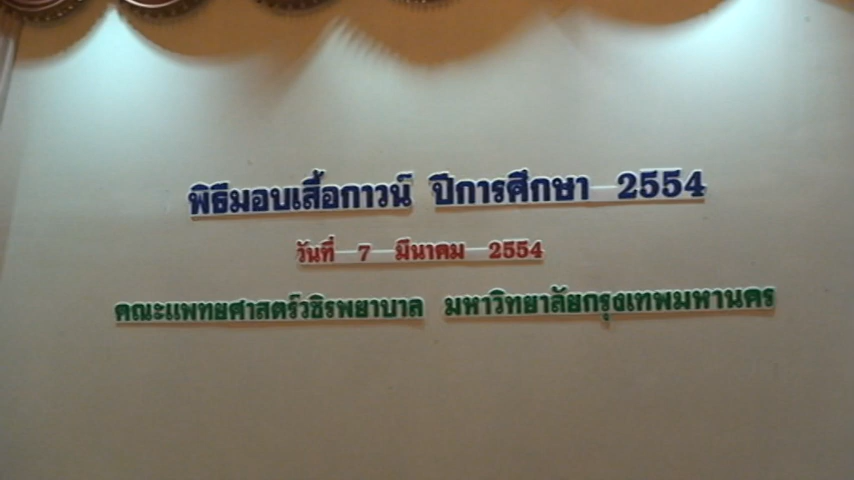 พิธีมอบเสื้อกาวน์ ปีการศึกษา 2554
วันที่ 7 มีนาคม 2554
คณะแพทยศาสตร์วชิรพยาบาล มหาวิทยาลัยกรุงเทพมหานคร